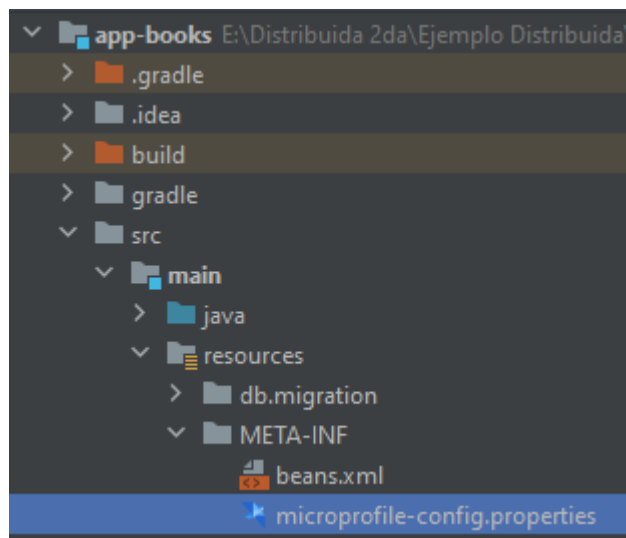 app-books E:\Distribuida 2da\Ejemplo Distribuida\
.gradle
.idea
build
gradle
src
main
java
resources
db.migration
META-INF
beans.xml
microprofile-config.properties